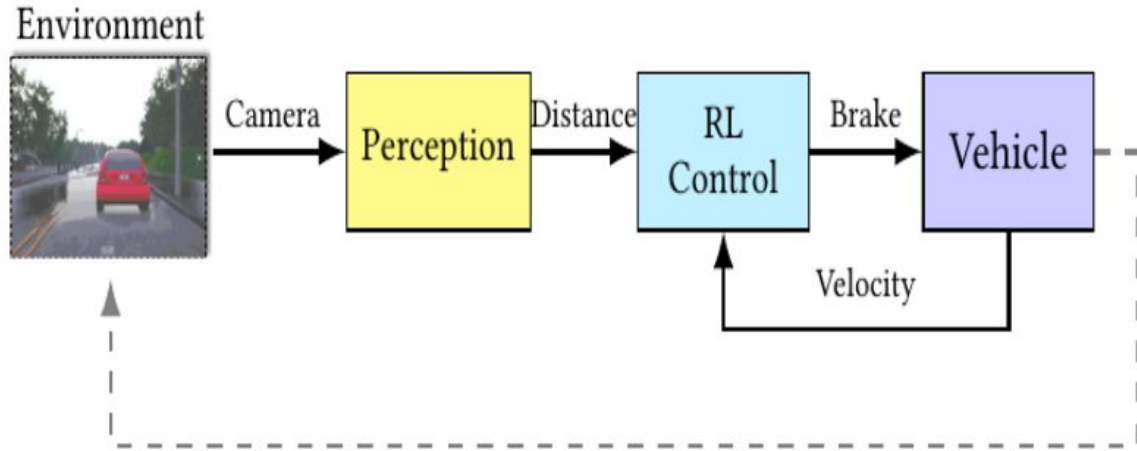 Environment
Camera
Perception
Distance
RL
Control
Brake
Vehicle
Velocity